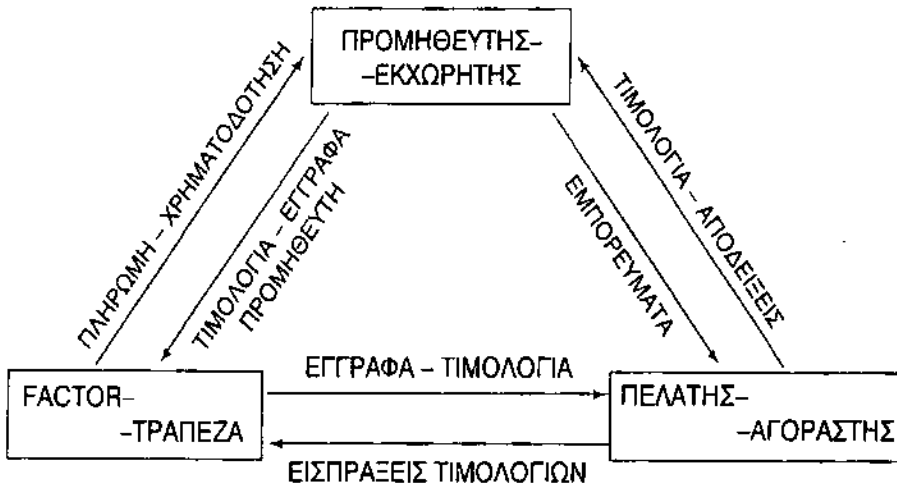 ΠΡΟΜΗΘΕΥΤΗΣ–
–ΕΚΧΩΡΗΤΗΣ
ΠΛΗΡΩΜΗ – ΧΡΗΜΑΤΟΔΟΤΗΣΗ
ΤΙΜΟΛΟΓΙΑ – ΕΓΓΡΑΦΑ
ΠΡΟΜΗΘΕΥΤΗ
ΕΜΠΟΡΕΥΜΑΤΑ
ΤΙΜΟΛΟΓΙΑ – ΑΠΟΔΕΙΞΕΙΣ
FACTOR–
–ΤΡΑΠΕΖΑ
ΕΓΓΡΑΦΑ – ΤΙΜΟΛΟΓΙΑ
ΕΙΣΠΡΑΞΕΙΣ ΤΙΜΟΛΟΓΙΩΝ
ΠΕΛΑΤΗΣ–
–ΑΓΟΡΑΣΤΗΣ